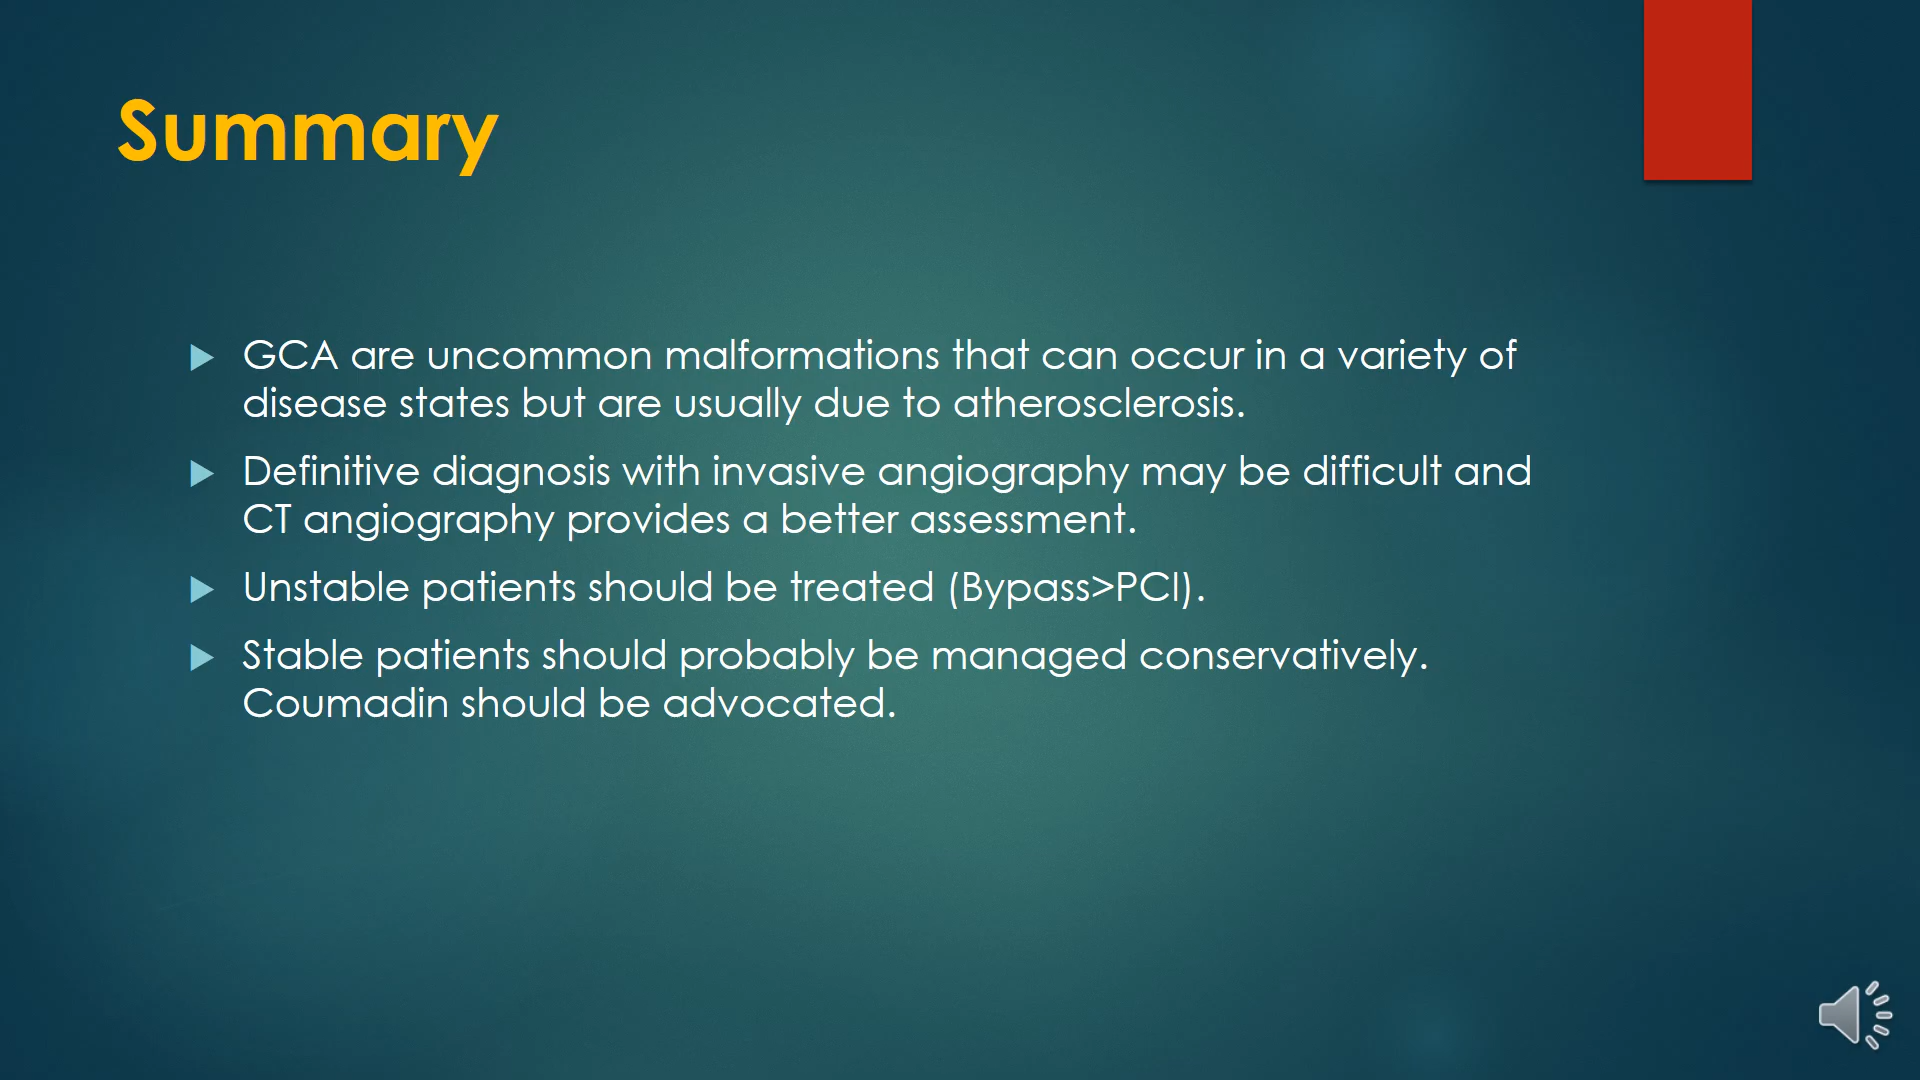 Summary
GCA are uncommon malformations that can occur in a variety of
disease states but are usually due to atherosclerosis.
Definitive diagnosis with invasive angiography may be difficult and
CT angiography provides a better assessment.
Unstable patients should be treated (Bypass>PCI).
Stable patients should probably be managed conservatively.
Coumadin should be advocated.